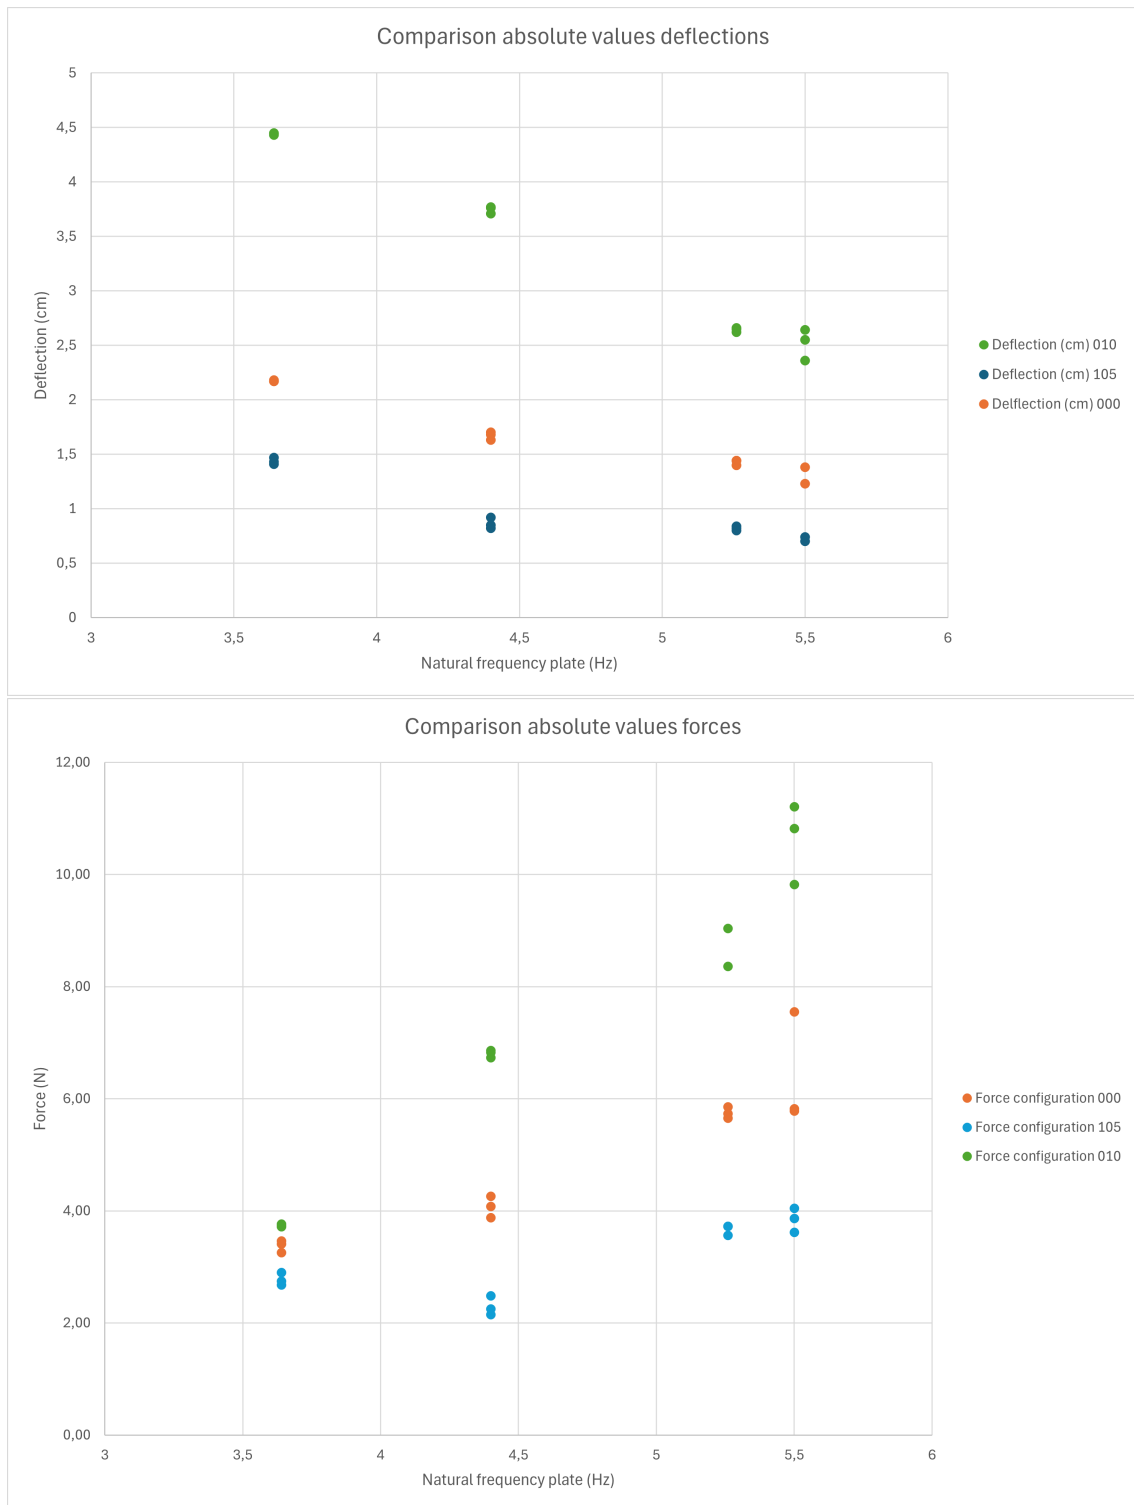 Comparison absolute values deflections
5
4,5
4
3,5
3
2,5
2
1,5
1
0,5
0
Deflection (cm)
3 3,5 4 4,5 5 5,5 6
Natural frequency plate (Hz)
Deflection (cm) 010
Deflection (cm) 105
Delflection (cm) 000
Comparison absolute values forces
12,00
10,00
8,00
6,00
4,00
2,00
0,00
Force (N)
3 3,5 4 4,5 5 5,5 6
Natural frequency plate (Hz)
Force configuration 000
Force configuration 105
Force configuration 010